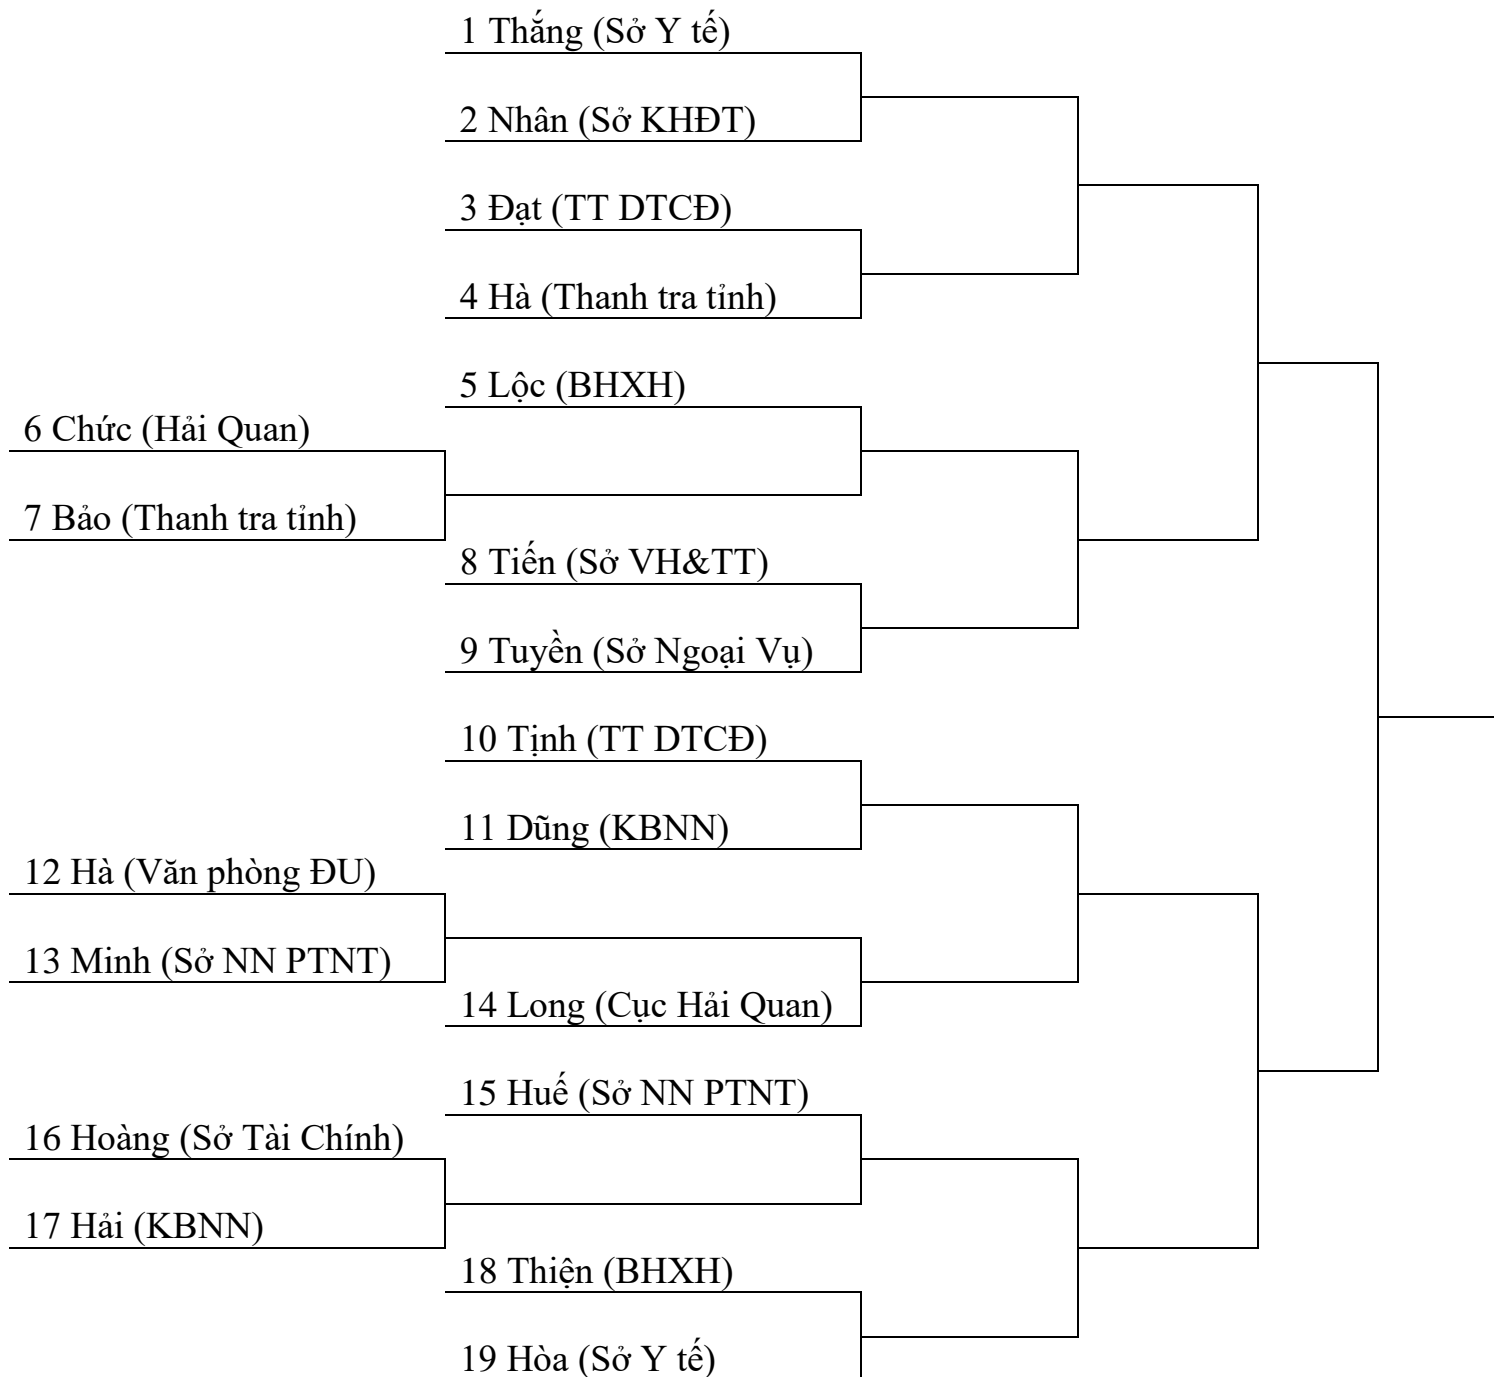 1 Thắng (Sở Y tế)
2 Nhân (Sở KHĐT)
3 Đạt (TT DTCĐ)
4 Hà (Thanh tra tỉnh)
5 Lộc (BHXH)
6 Chức (Hải Quan)
7 Bảo (Thanh tra tỉnh)
8 Tiến (Sở VH&TT)
9 Tuyền (Sở Ngoại Vụ)
10 Tịnh (TT DTCĐ)
11 Dũng (KBNN)
12 Hà (Văn phòng ĐU)
13 Minh (Sở NN PTNT)
14 Long (Cục Hải Quan)
15 Huế (Sở NN PTNT)
16 Hoàng (Sở Tài Chính)
17 Hải (KBNN)
18 Thiện (BHXH)
19 Hòa (Sở Y tế)